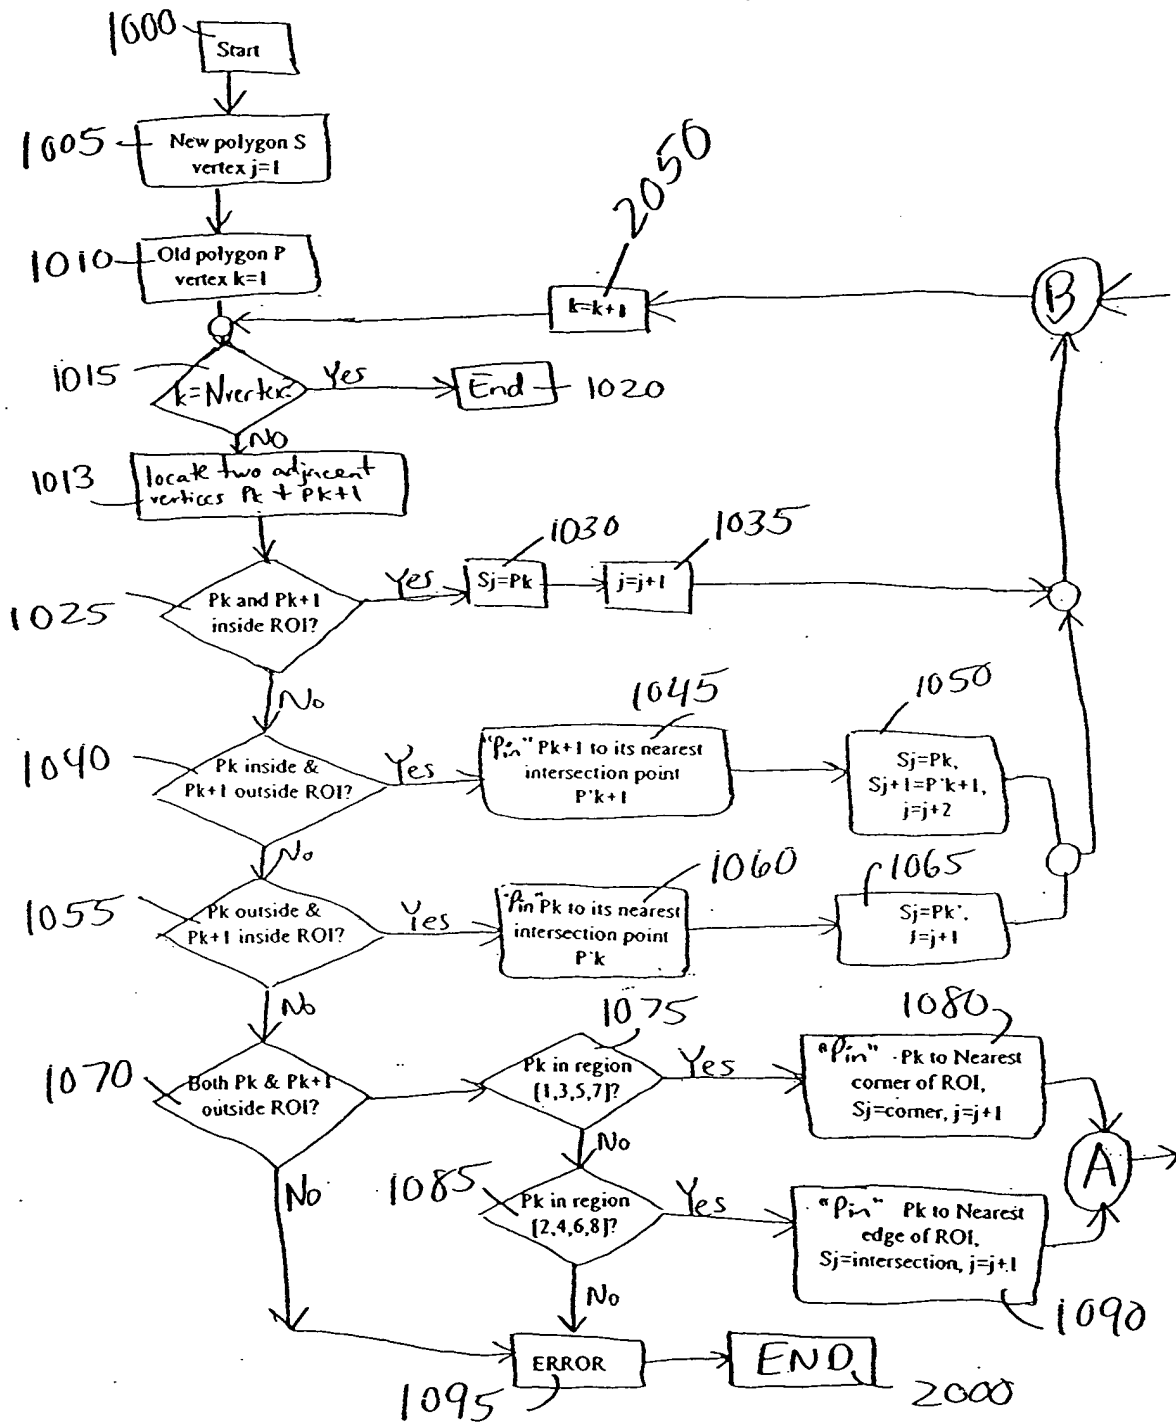 1000
Start
1005
New polygon S
vertex j=1
2050
1010
Old polygon P
vertex k=1
k=k+1
B
1015
k=Nvertex?
Yes
End
1020
No
1013
locate two adjacent
vertices Pk + Pk+1
1030
1035
Yes
Sj=Pk
j=j+1
1025
Pk and Pk+1
inside ROI?
No
1045
1050
1040
Pk inside &
Pk+1 outside ROI?
Yes
"Pin" Pk+1 to its nearest
intersection point
P'k+1
Sj=Pk,
Sj+1=P'k+1,
j=j+2
No
1060
1065
1055
Pk outside &
Pk+1 inside ROI?
Yes
"Pin" Pk to its nearest
intersection point
P'k
Sj=Pk',
j=j+1
No
1075
1080
1070
Both Pk & Pk+1
outside ROI?
Pk in region
[1,3,5,7]?
Yes
"Pin" Pk to Nearest
corner of ROI,
Sj=corner, j=j+1
No
A
No
1085
Pk in region
[2,4,6,8]?
Yes
"Pin" Pk to Nearest
edge of ROI,
Sj=intersection, j=j+1
No
1090
ERROR
END
1095
2000